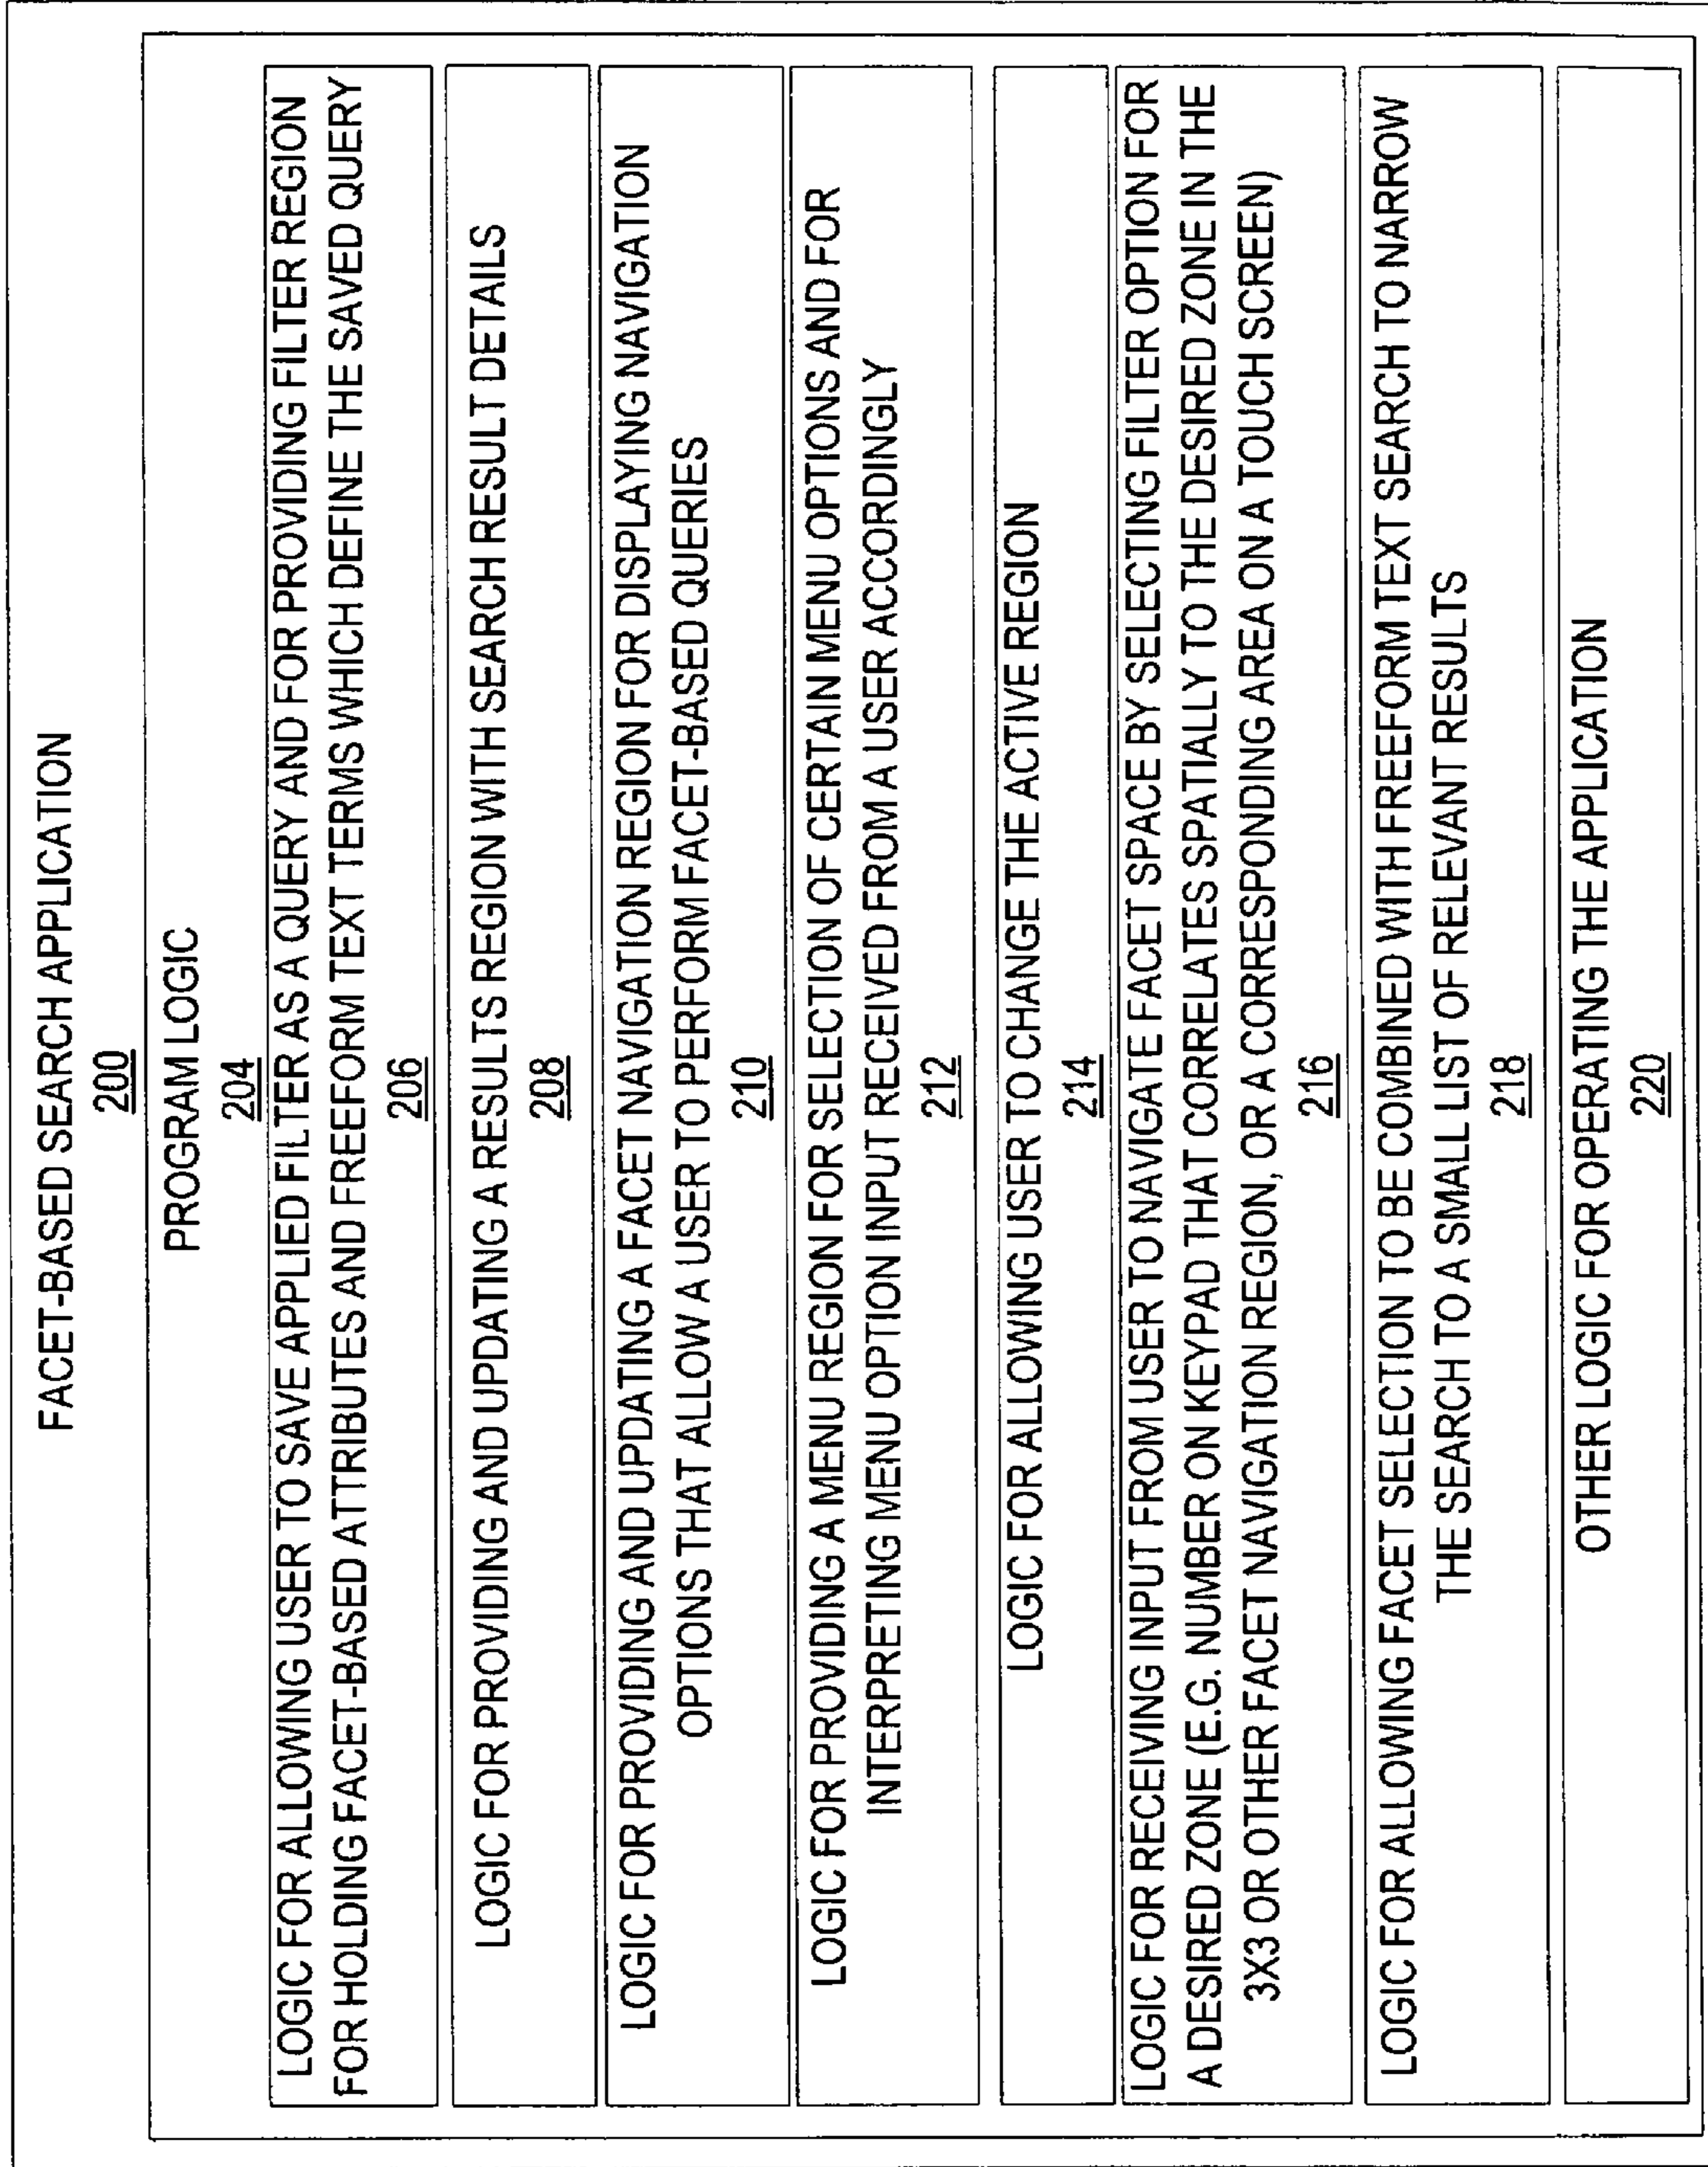 FACET-BASED SEARCH APPLICATION
200
PROGRAM LOGIC
204
LOGIC FOR ALLOWING USER TO SAVE APPLIED FILTER AS A QUERY AND FOR PROVIDING FILTER REGION
FOR HOLDING FACET-BASED ATTRIBUTES AND FREEFORM TEXT TERMS WHICH DEFINE THE SAVED QUERY
206
LOGIC FOR PROVIDING AND UPDATING A RESULTS REGION WITH SEARCH RESULT DETAILS
208
LOGIC FOR PROVIDING AND UPDATING A FACET NAVIGATION REGION FOR DISPLAYING NAVIGATION
OPTIONS THAT ALLOW A USER TO PERFORM FACET-BASED QUERIES
210
LOGIC FOR PROVIDING A MENU REGION FOR SELECTION OF CERTAIN MENU OPTIONS AND FOR
INTERPRETING MENU OPTION INPUT RECEIVED FROM A USER ACCORDINGLY
212
LOGIC FOR ALLOWING USER TO CHANGE THE ACTIVE REGION
214
LOGIC FOR RECEIVING INPUT FROM USER TO NAVIGATE FACET SPACE BY SELECTING FILTER OPTION FOR
A DESIRED ZONE (E.G. NUMBER ON KEYPAD THAT CORRELATES SPATIALLY TO THE DESIRED ZONE IN THE
3X3 OR OTHER FACET NAVIGATION REGION, OR A CORRESPONDING AREA ON A TOUCH SCREEN)
216
LOGIC FOR ALLOWING FACET SELECTION TO BE COMBINED WITH FREEFORM TEXT SEARCH TO NARROW
THE SEARCH TO A SMALL LIST OF RELEVANT RESULTS
218
OTHER LOGIC FOR OPERATING THE APPLICATION
220